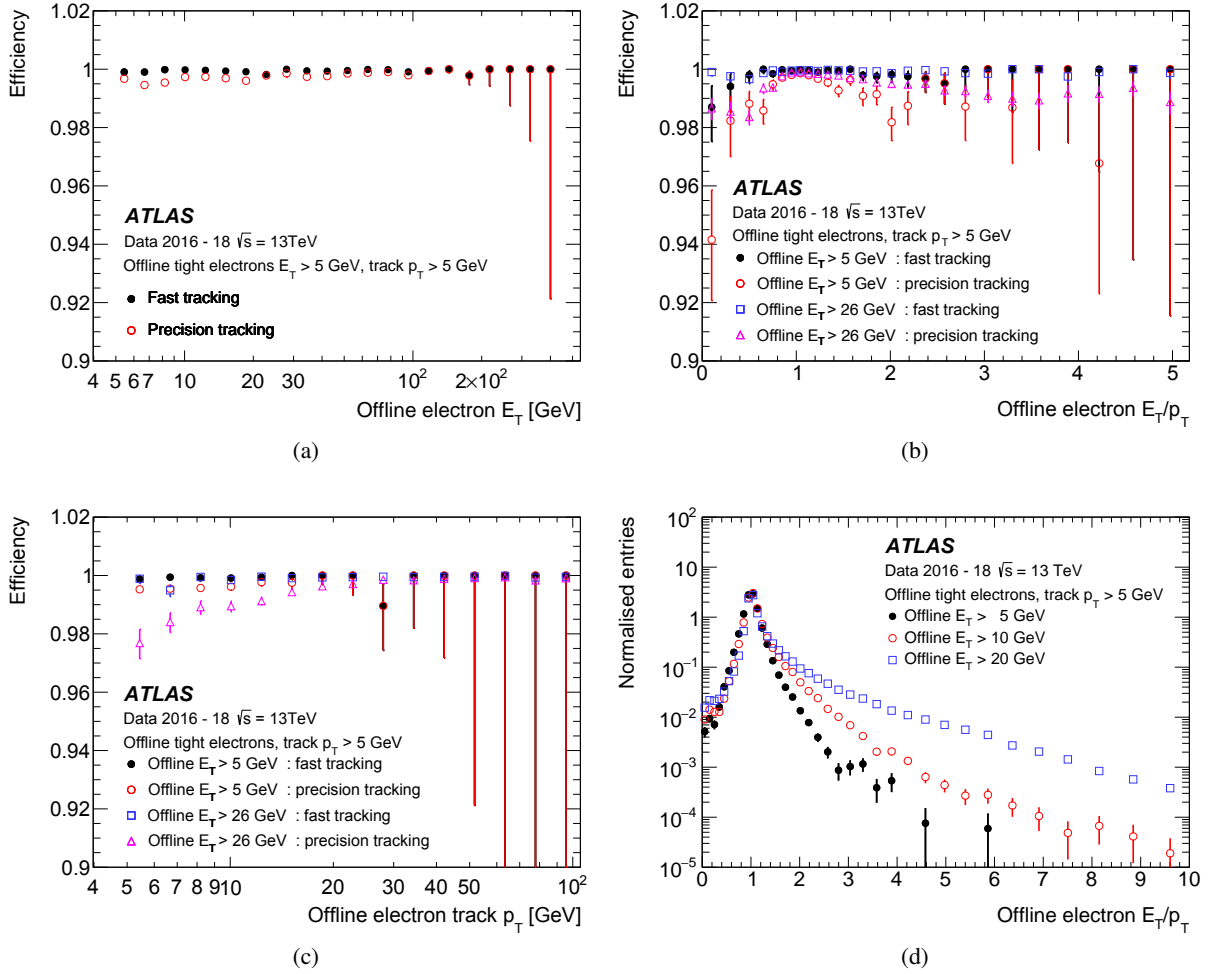 Efficiency
1.02
1
0.98
0.96
0.94
0.92
0.9
ATLAS
Data 2016 - 18 √s = 13TeV
Offline tight electrons E_T > 5 GeV, track p_T > 5 GeV
Fast tracking
Precision tracking
4 5 6 7 10 20 30 10² 2×10²
Offline electron E_T [GeV]
(a)
Efficiency
1.02
1
0.98
0.96
0.94
0.92
0.9
ATLAS
Data 2016 - 18 √s = 13TeV
Offline tight electrons, track p_T > 5 GeV
Offline E_T > 5 GeV : fast tracking
Offline E_T > 5 GeV : precision tracking
Offline E_T > 26 GeV : fast tracking
Offline E_T > 26 GeV : precision tracking
0 1 2 3 4 5
Offline electron E_T/p_T
(b)
Efficiency
1.02
1
0.98
0.96
0.94
0.92
0.9
ATLAS
Data 2016 - 18 √s = 13TeV
Offline tight electrons, track p_T > 5 GeV
Offline E_T > 5 GeV : fast tracking
Offline E_T > 5 GeV : precision tracking
Offline E_T > 26 GeV : fast tracking
Offline E_T > 26 GeV : precision tracking
4 5 6 7 8 9 10 20 30 40 50 10²
Offline electron track p_T [GeV]
(c)
Normalised entries
10²
10
1
10⁻¹
10⁻²
10⁻³
10⁻⁴
10⁻⁵
ATLAS
Data 2016 - 18 √s = 13 TeV
Offline tight electrons, track p_T > 5 GeV
Offline E_T > 5 GeV
Offline E_T > 10 GeV
Offline E_T > 20 GeV
0 1 2 3 4 5 6 7 8 9 10
Offline electron E_T/p_T
(d)